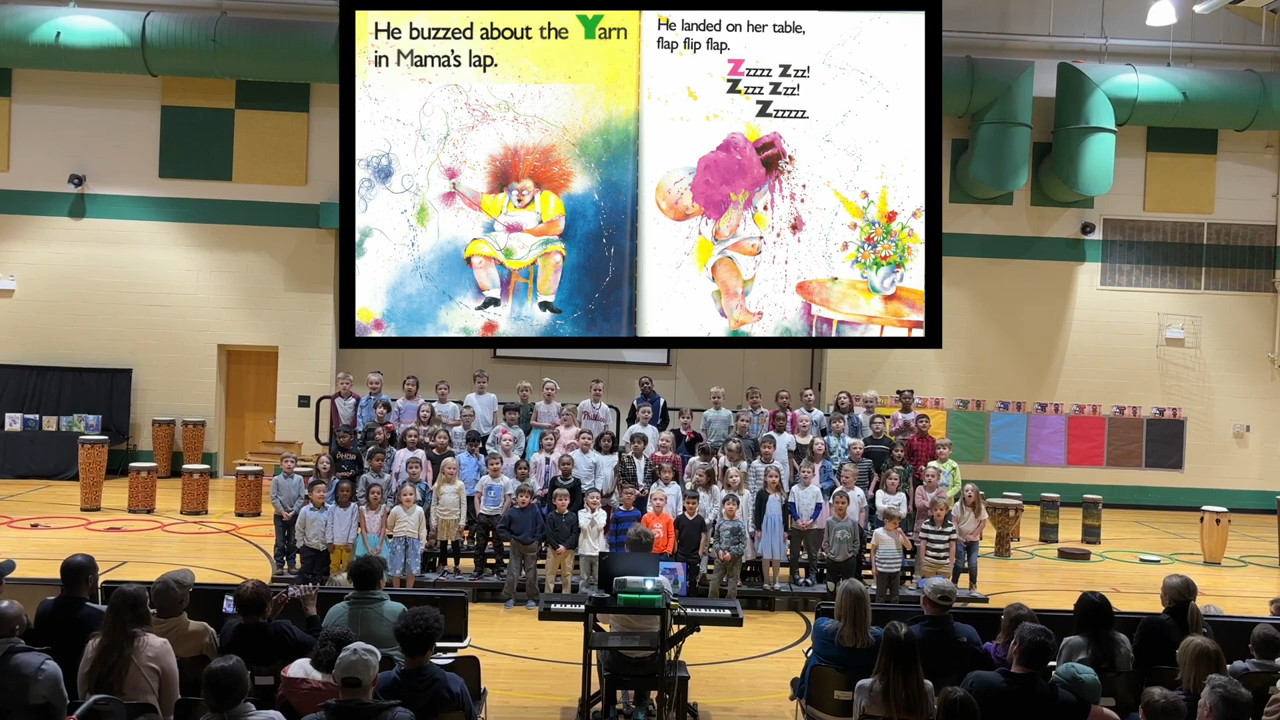 He buzzed about the Yarn
in Mama's lap.
He landed on her table,
flap flip flap.
Zzzzz Zzz!
Zzzz Zzz!
Zzzzzz.